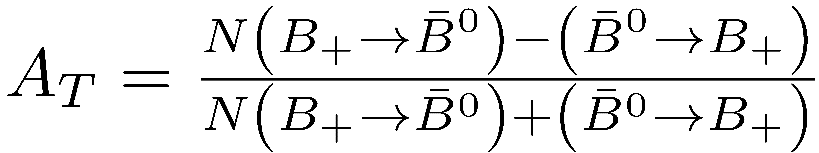 $A_T = \frac{N\left(B_+ \to \bar{B}^0\right) - \left(\bar{B}^0 \to B_+\right)}{N\left(B_+ \to \bar{B}^0\right) + \left(\bar{B}^0 \to B_+\right)}$